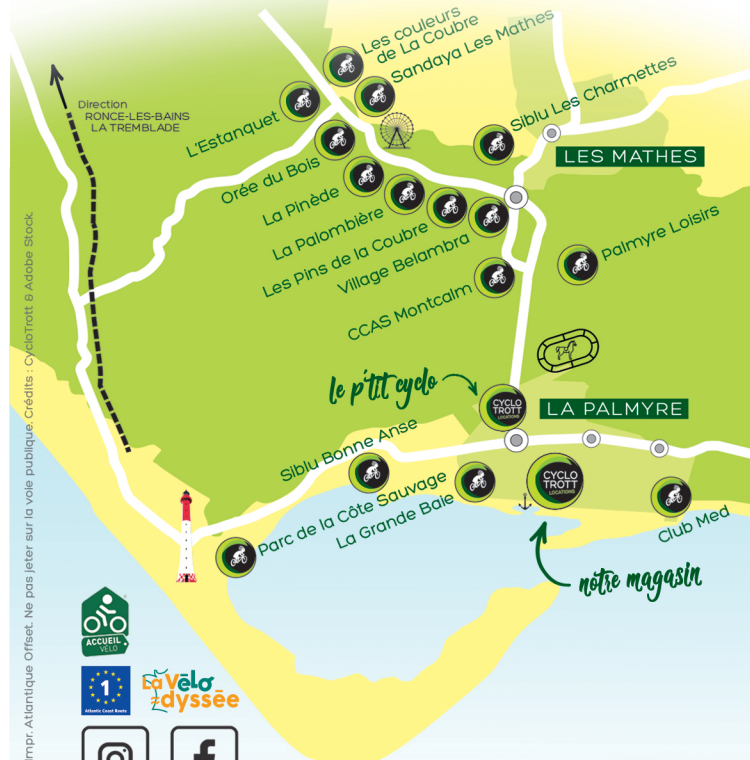 Les couleurs
de La Coubre
Sandaya Les Mathes
Direction
RONCE-LES-BAINS
LA TREMBLADE
L'Estanquet
Siblu Les Charmettes
LES MATHES
Orée du Bois
La Pinède
La Palombière
Les Pins de la Coubre
Village Belambra
Palmyre Loisirs
CCAS Montcalm
le p'tit cyclo
CYCLO
TROTT
LOCATIONS
LA PALMYRE
Siblu Bonne Anse
Parc de la Côte Sauvage
La Grande Baie
CYCLO
TROTT
LOCATIONS
Club Med
notre magasin
ACCUEIL
VÉLO
1
Atlantic Coast Route
La Vēlo
Odyssée
Impr. Atlantique Offset. Ne pas jeter sur la voie publique. Crédits : CycloTrott & Adobe Stock.